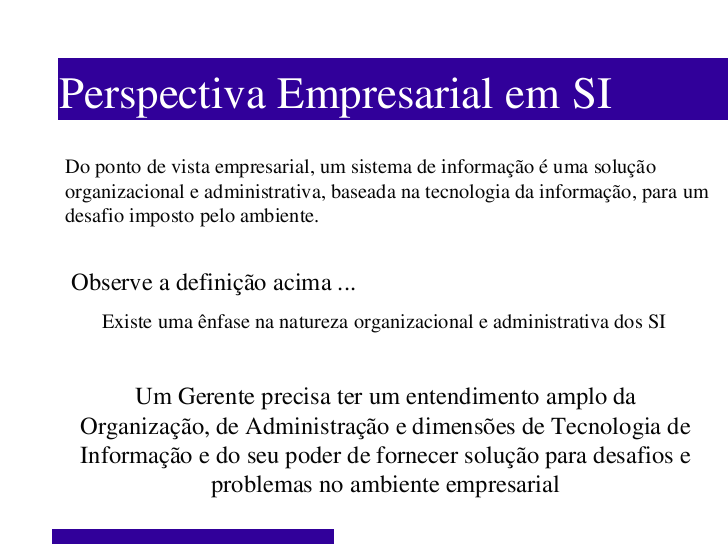 Perspectiva Empresarial em SI
Do ponto de vista empresarial, um sistema de informação é uma solução
organizacional e administrativa, baseada na tecnologia da informação, para um
desafio imposto pelo ambiente.
Observe a definição acima ...
Existe uma ênfase na natureza organizacional e administrativa dos SI
Um Gerente precisa ter um entendimento amplo da
Organização, de Administração e dimensões de Tecnologia de
Informação e do seu poder de fornecer solução para desafios e
problemas no ambiente empresarial